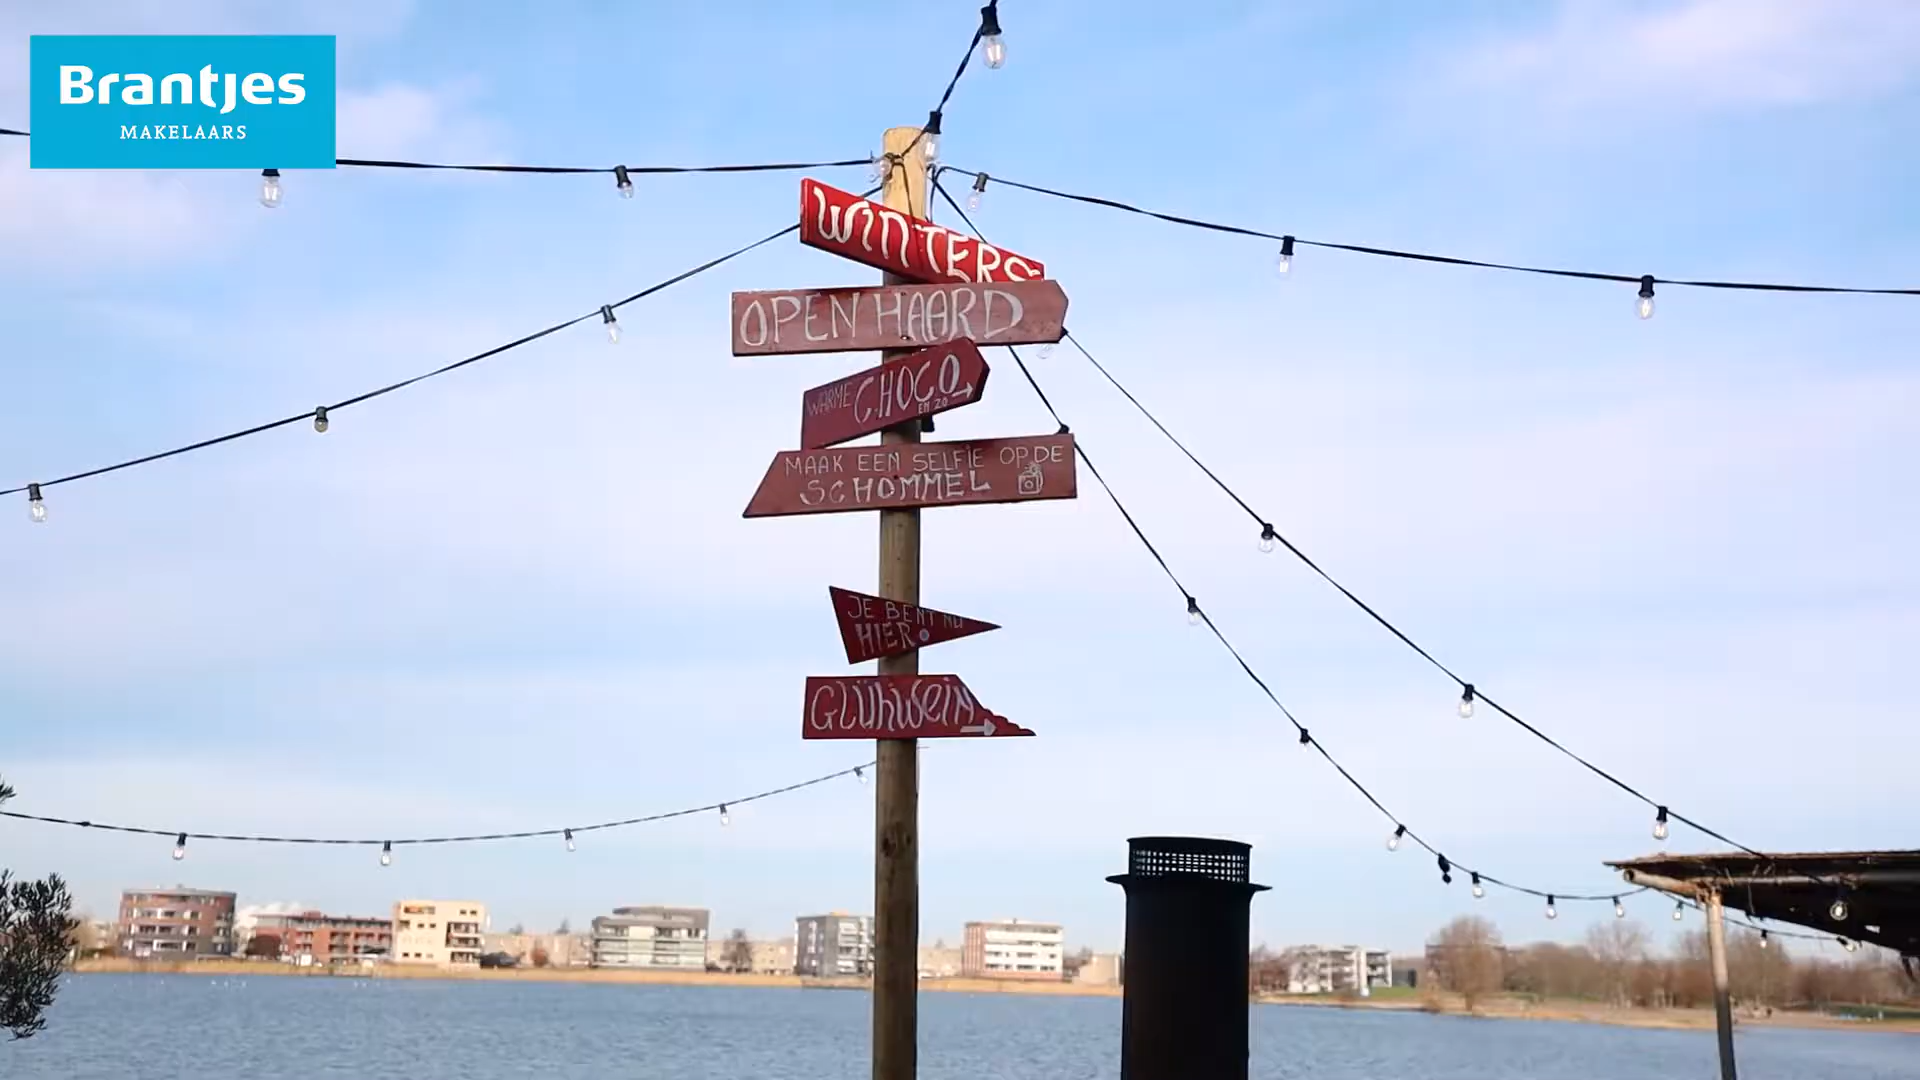 Brantjes
MAKELAARS
WINTERS
OPEN HAARD
WARME CHOCO
EN ZO
MAAK EEN SELFIE OP DE
SCHOMMEL
JE BENT NU
HIER
GLÜHWEIN